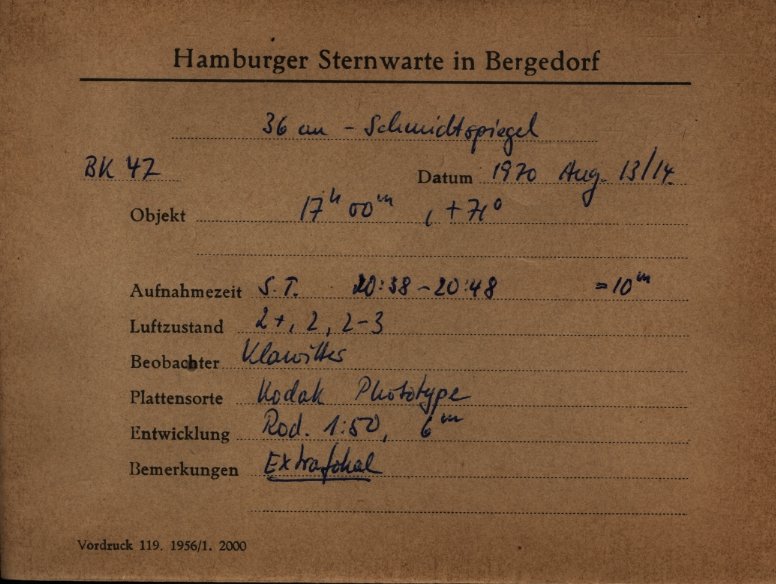 Hamburger Sternwarte in Bergedorf
36 cm - Schmidtspiegel
BK 47 Datum 1970 Aug. 13/14
Objekt 17ʰ 00ᵐ , +71°
Aufnahmezeit S.T. 20:38-20:48 = 10ᵐ
Luftzustand 2+, 2, 2-3
Beobachter Klawitter
Plattensorte Kodak Phototype
Entwicklung Rod. 1:50, 6ᵐ
Bemerkungen Extrafokal
Vordruck 119. 1956/1. 2000